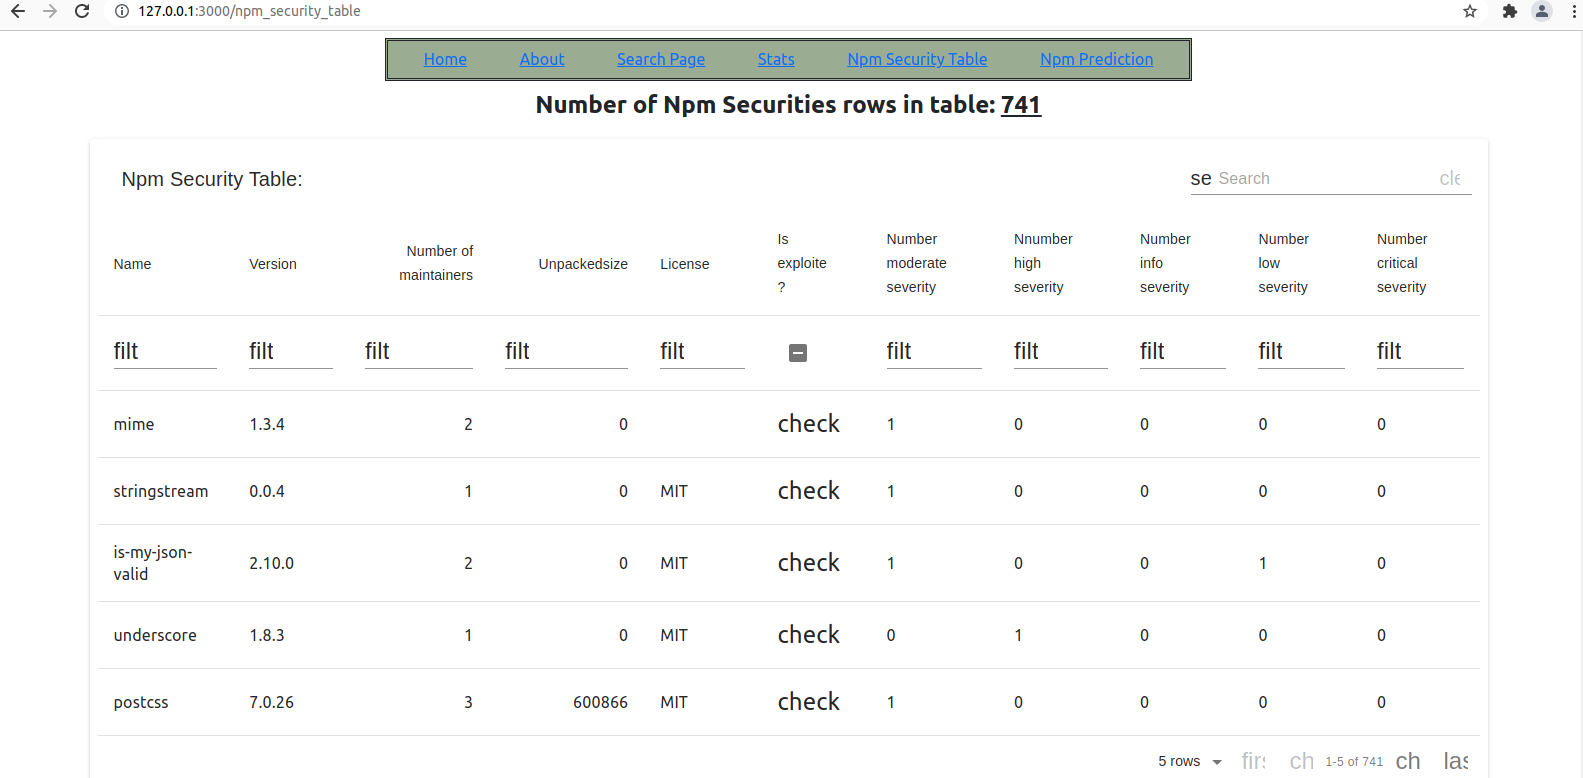 127.0.0.1:3000/npm_security_table
Home About Search Page Stats Npm Security Table Npm Prediction
Number of Npm Securities rows in table: 741
Npm Security Table:
se Search cle
Name Version Number of maintainers Unpackedsize License Is exploite ? Number moderate severity Nnumber high severity Number info severity Number low severity Number critical severity
filt filt filt filt filt filt filt filt filt filt
mime 1.3.4 2 0 check 1 0 0 0 0
stringstream 0.0.4 1 0 MIT check 1 0 0 0 0
is-my-json-
valid 2.10.0 2 0 MIT check 1 0 0 1 0
underscore 1.8.3 1 0 MIT check 0 1 0 0 0
postcss 7.0.26 3 600866 MIT check 1 0 0 0 0
5 rows firs ch 1-5 of 741 ch las